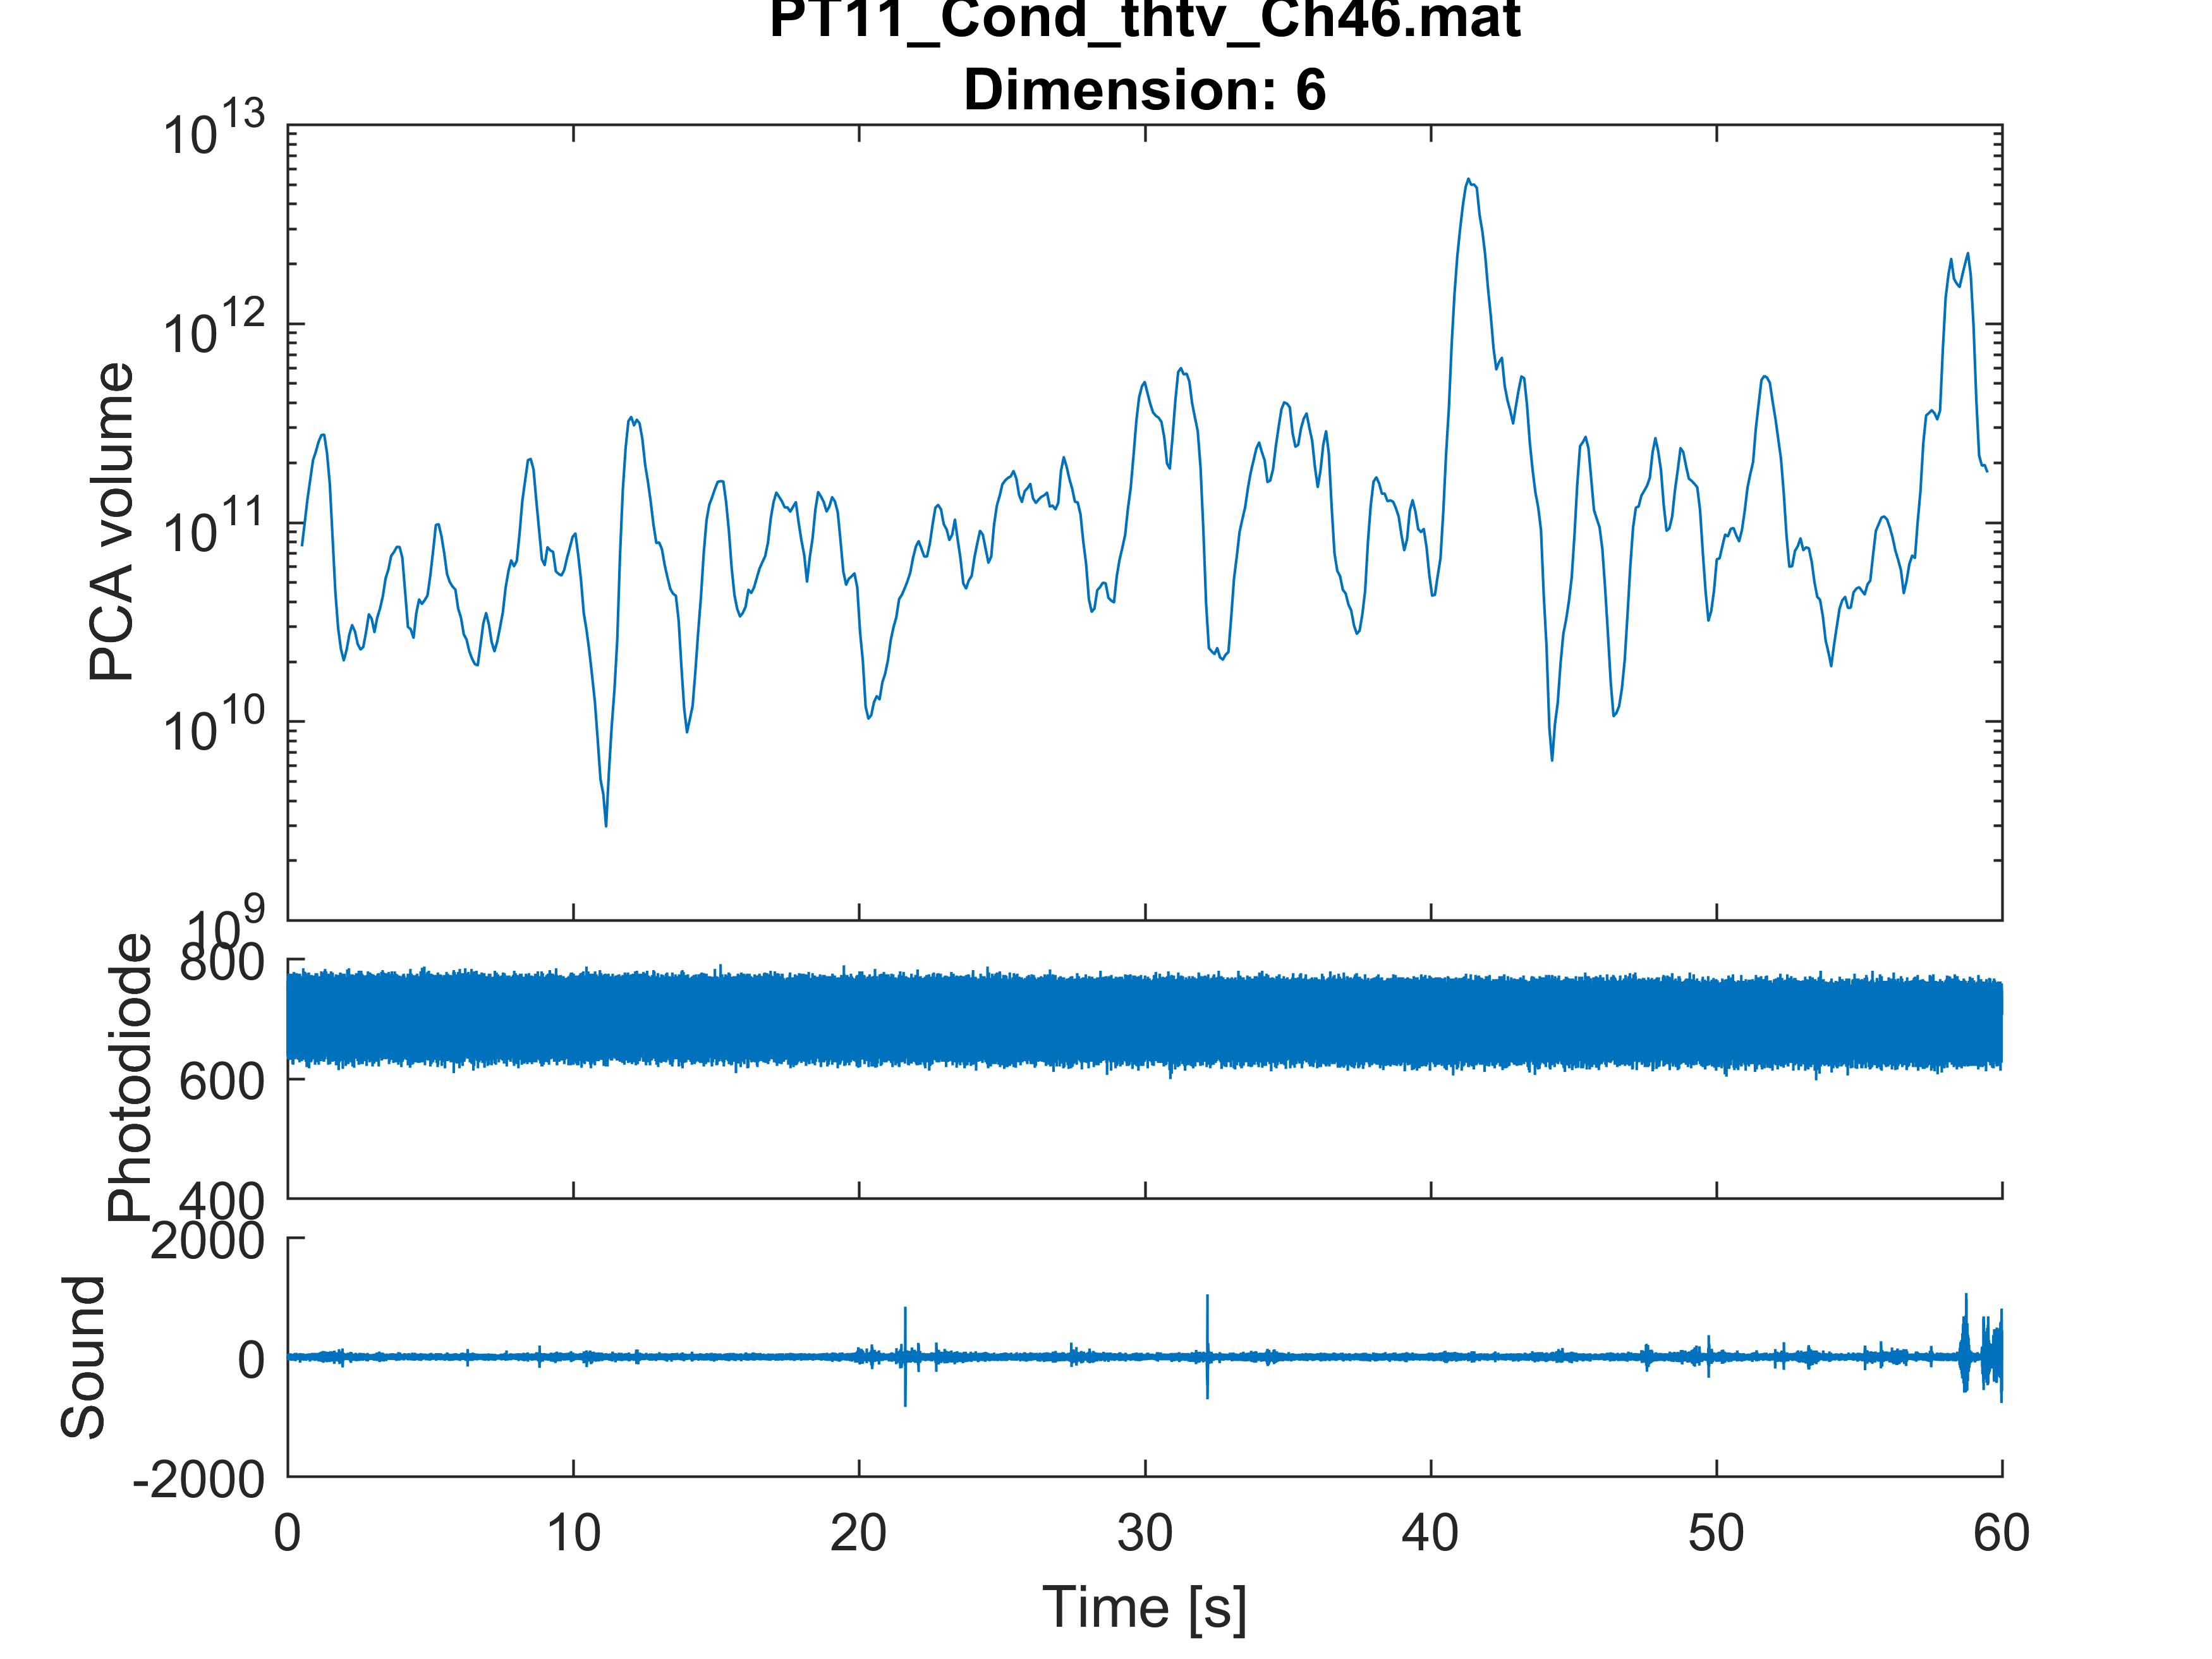 PT11_Cond_thtv_Ch46.mat
Dimension: 6
10^13
10^12
10^11
10^10
10^9
PCA volume
800
600
400
Photodiode
2000
0
-2000
Sound
0 10 20 30 40 50 60
Time [s]